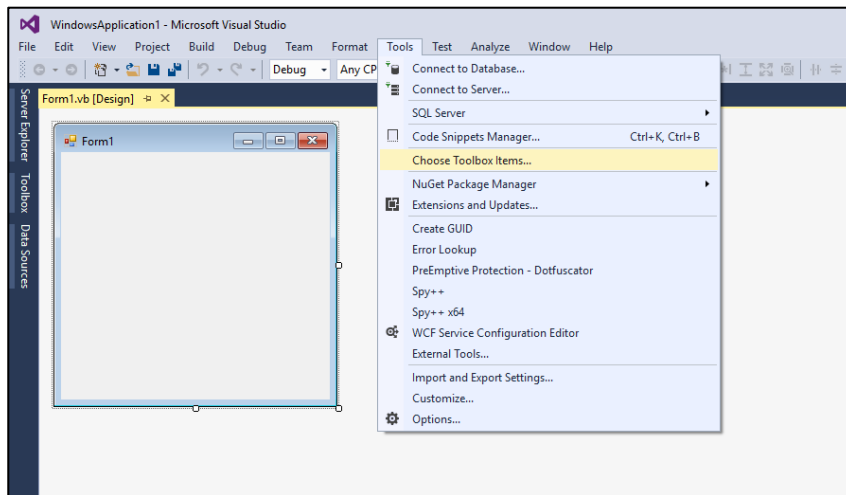 WindowsApplication1 - Microsoft Visual Studio
File Edit View Project Build Debug Team Format Tools Test Analyze Window Help
Debug Any CP
Form1.vb [Design]
Server Explorer
Toolbox
Data Sources
Form1
Connect to Database...
Connect to Server...
SQL Server
Code Snippets Manager... Ctrl+K, Ctrl+B
Choose Toolbox Items...
NuGet Package Manager
Extensions and Updates...
Create GUID
Error Lookup
PreEmptive Protection - Dotfuscator
Spy++
Spy++ x64
WCF Service Configuration Editor
External Tools...
Import and Export Settings...
Customize...
Options...